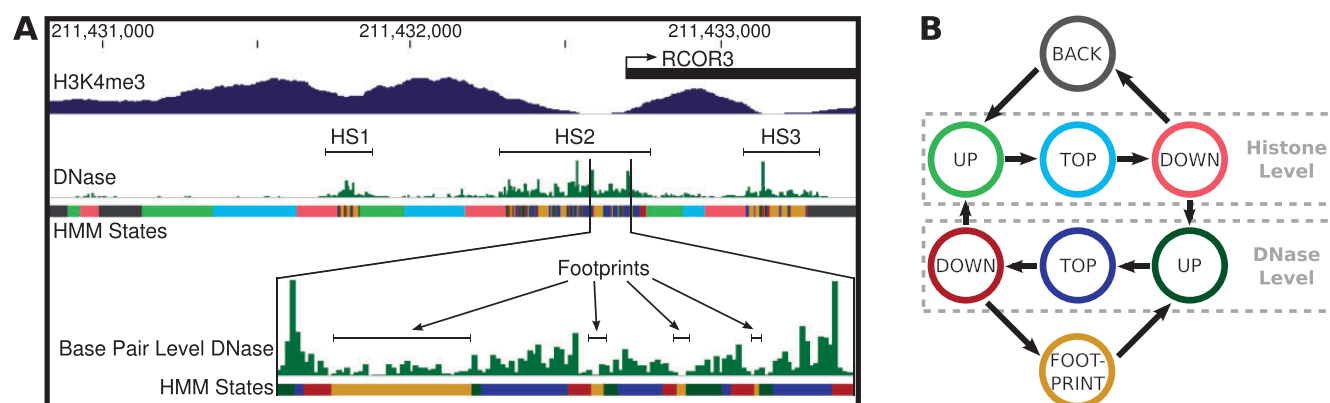 A
211,431,000 211,432,000 211,433,000
RCOR3
H3K4me3
HS1 HS2 HS3
DNase
HMM States
Footprints
Base Pair Level DNase
HMM States
B
BACK
UP TOP DOWN Histone
Level
DOWN TOP UP DNase
Level
FOOT-
PRINT